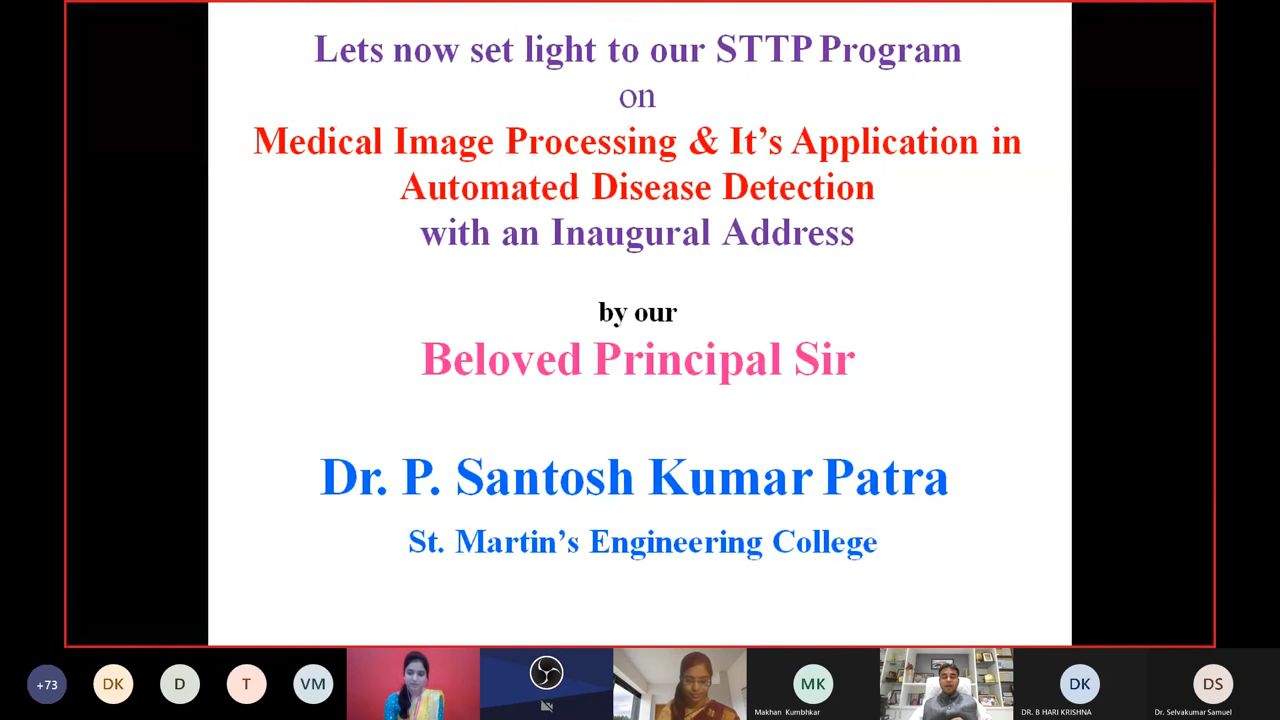 Lets now set light to our STTP Program
on
Medical Image Processing & It's Application in
Automated Disease Detection
with an Inaugural Address
by our
Beloved Principal Sir
Dr. P. Santosh Kumar Patra
St. Martin's Engineering College
+73
DK
D
T
VM
MK
Makhan Kumbhkar
DK
DR. B HARI KRISHNA
DS
Dr. Selvakumar Samuel